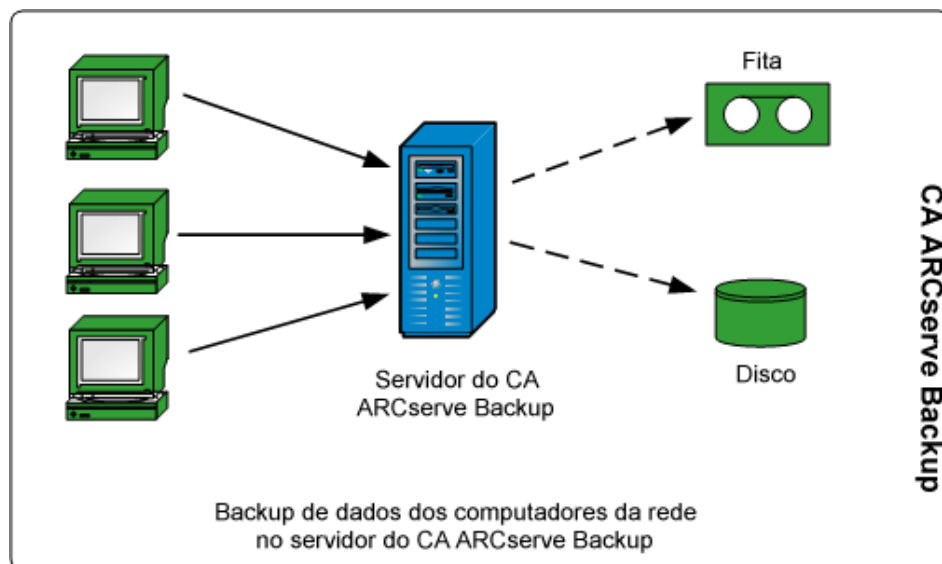 Fita
Servidor do CA
ARCserve Backup
Disco
CA ARCserve Backup
Backup de dados dos computadores da rede
no servidor do CA ARCserve Backup